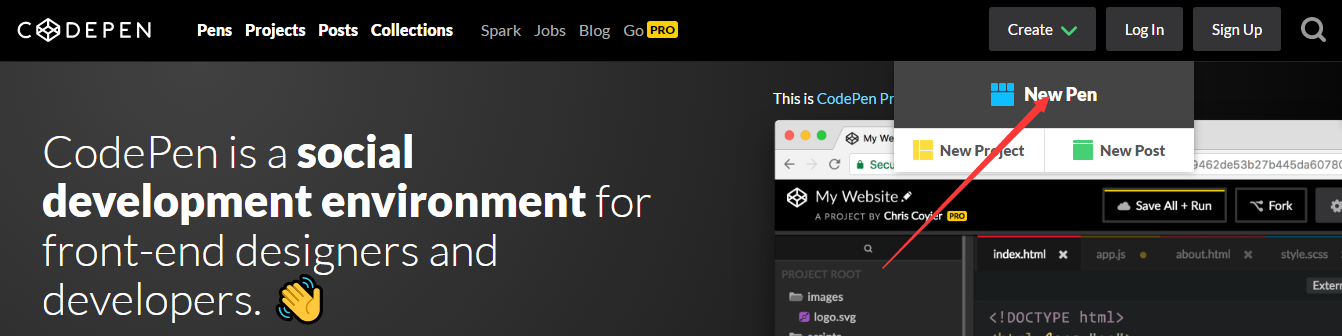 CODEPEN Pens Projects Posts Collections Spark Jobs Blog Go PRO Create Log In Sign Up
New Pen
New Project New Post
CodePen is a social
development environment for
front-end designers and
developers.
This is CodePen Pr
My We
Secu
9462de53b27b445da60780
My Website
A PROJECT BY Chris Coyier PRO
Save All + Run Fork
index.html app.js about.html style.scss
PROJECT ROOT
images
logo.svg
scripts
Extern
<!DOCTYPE html>